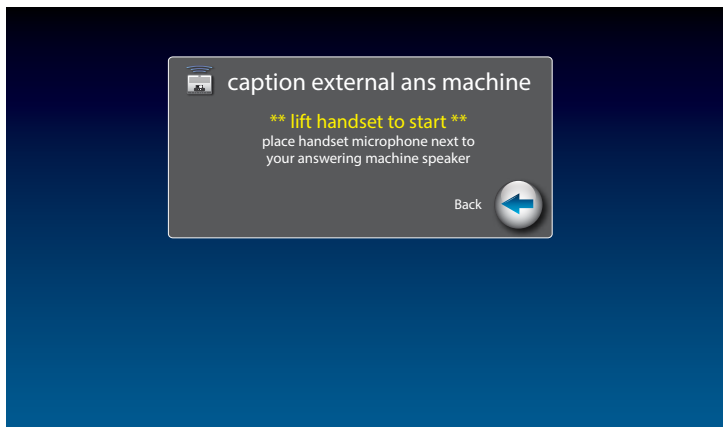 caption external ans machine
** lift handset to start **
place handset microphone next to
your answering machine speaker
Back